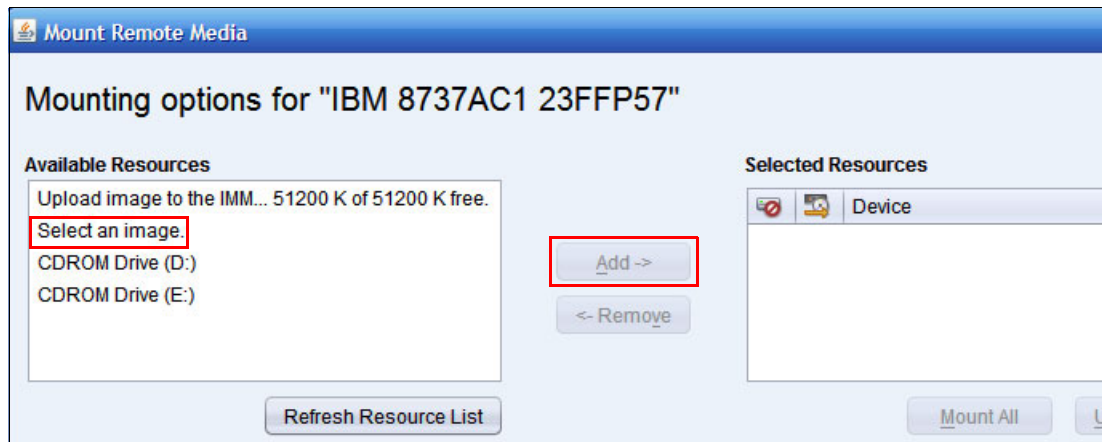 Mount Remote Media
Mounting options for "IBM 8737AC1 23FFP57"
Available Resources
Upload image to the IMM... 51200 K of 51200 K free.
Select an image.
CDROM Drive (D:)
CDROM Drive (E:)
Refresh Resource List
Add ->
<- Remove
Selected Resources
Device
Mount All